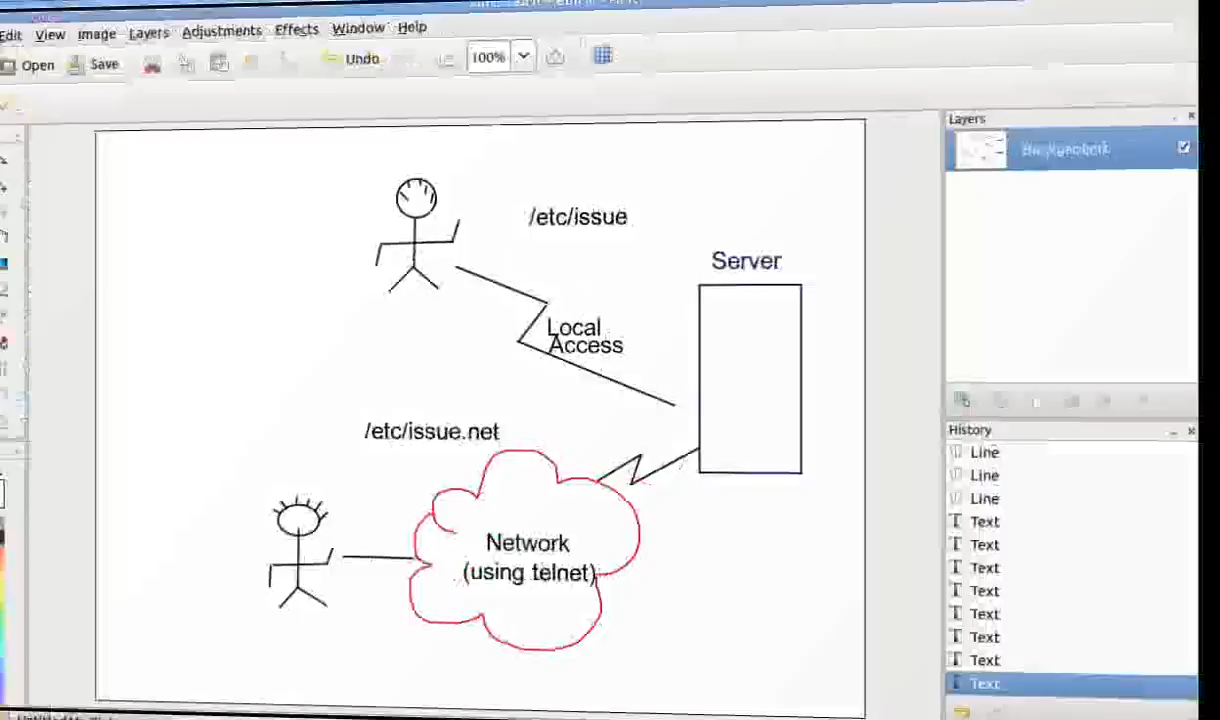 Edit View Image Layers Adjustments Effects Window Help
Open Save Undo 100%
Layers
Background
/etc/issue
Server
Local
Access
/etc/issue.net
Network
(using telnet)
History
Line
Line
Line
Text
Text
Text
Text
Text
Text
Text
Text